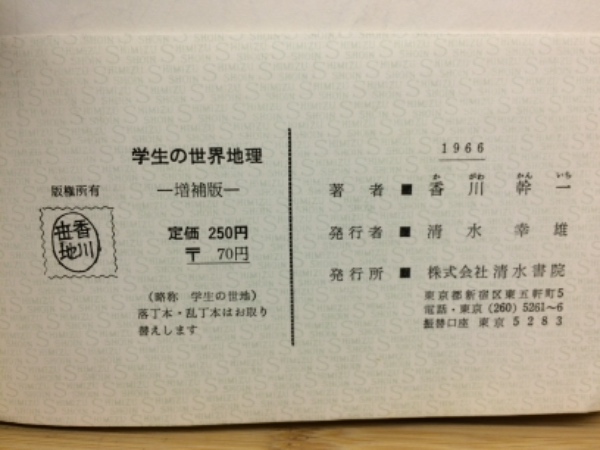 学生の世界地理
―増補版―
版権所有
香川
世地
定価 250円
〒 70円
(略称 学生の世地)
落丁本・乱丁本はお取り
替えします
1966
か がわ かん いち
著者■香川幹一
発行者■清水幸雄
発行所■株式会社清水書院
東京都新宿区東五軒町5
電話・東京(260)5261~6
振替口座 東京5283